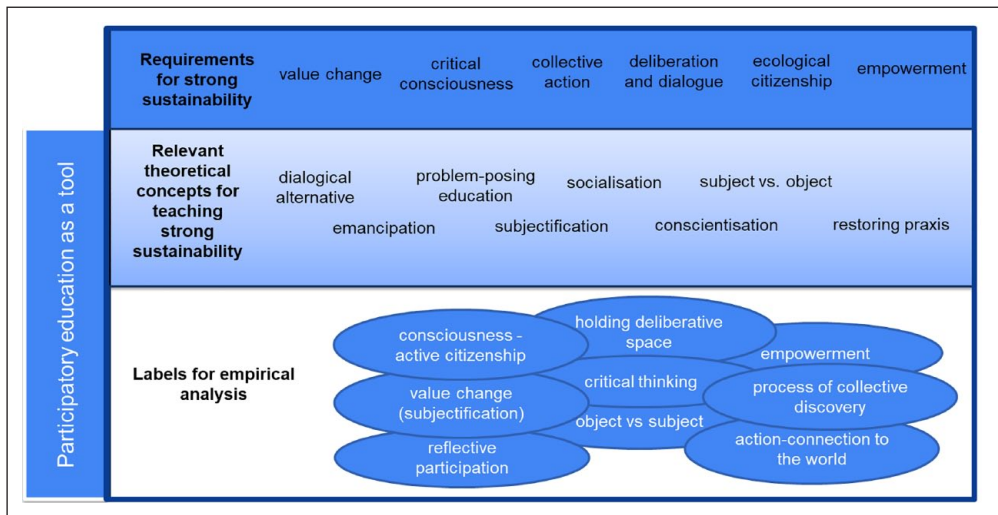 Participatory education as a tool
Requirements
for strong
sustainability
value change
critical
consciousness
collective
action
deliberation
and dialogue
ecological
citizenship
empowerment
Relevant
theoretical
concepts for
teaching
strong
sustainability
dialogical
alternative
problem-posing
education
socialisation
subject vs. object
emancipation
subjectification
conscientisation
restoring praxis
Labels for empirical
analysis
consciousness -
active citizenship
holding deliberative
space
empowerment
value change
(subjectification)
critical thinking
process of collective
discovery
object vs subject
reflective
participation
action-connection to
the world